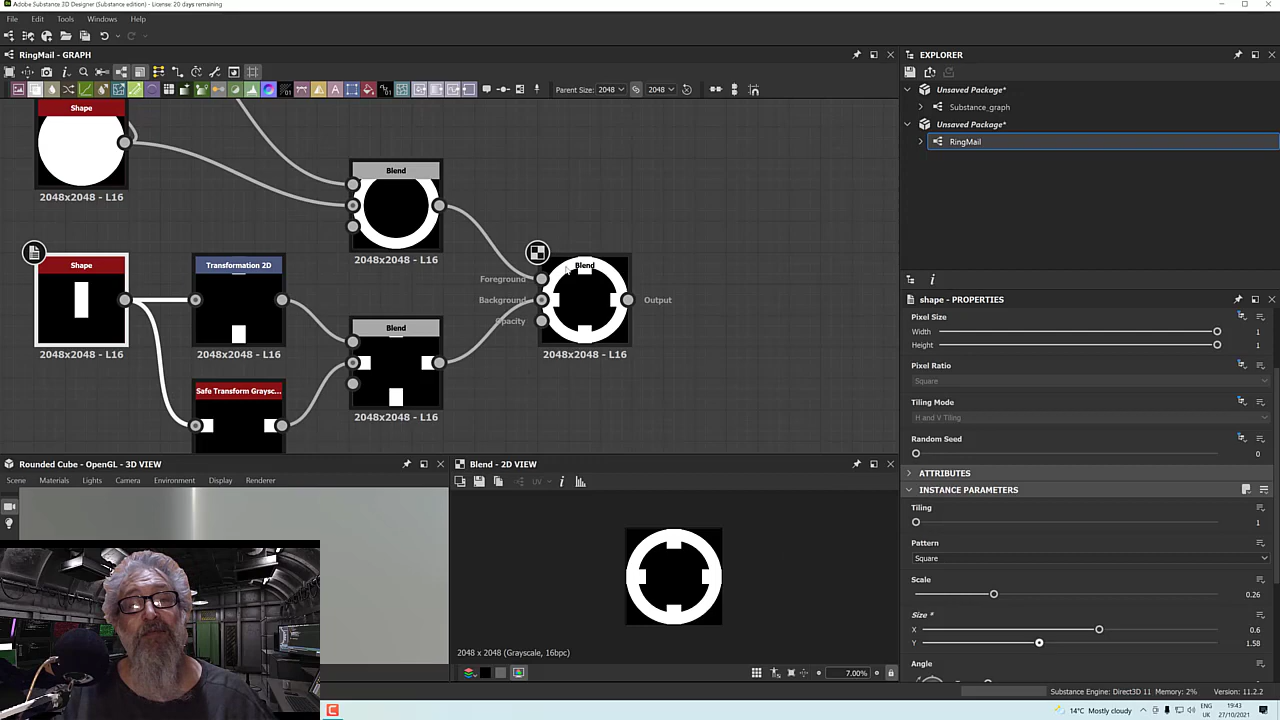 Adobe Substance 3D Designer (Substance edition) - License: 20 days remaining
File Edit Tools Windows Help
RingMail - GRAPH
Parent Size: 2048 2048
Shape
2048x2048 - L16
Blend
2048x2048 - L16
Shape
2048x2048 - L16
Transformation 2D
2048x2048 - L16
Safe Transform Graysc...
Blend
2048x2048 - L16
Foreground
Background
Opacity
Blend
2048x2048 - L16
Output
Rounded Cube - OpenGL - 3D VIEW
Scene Materials Lights Camera Environment Display Renderer
Blend - 2D VIEW
UV
2048 x 2048 (Grayscale, 16bpc)
7.00%
EXPLORER
Unsaved Package*
Substance_graph
Unsaved Package*
RingMail
shape - PROPERTIES
Pixel Size
Width 1
Height 1
Pixel Ratio
Square
Tiling Mode
H and V Tiling
Random Seed
0
ATTRIBUTES
INSTANCE PARAMETERS
Tiling
1
Pattern
Square
Scale
0.26
Size *
X 0.6
Y 1.58
Angle
Substance Engine: Direct3D 11 Memory: 2% Version: 11.2.2
14°C Mostly cloudy
ENG
UK
19:43
27/10/2021